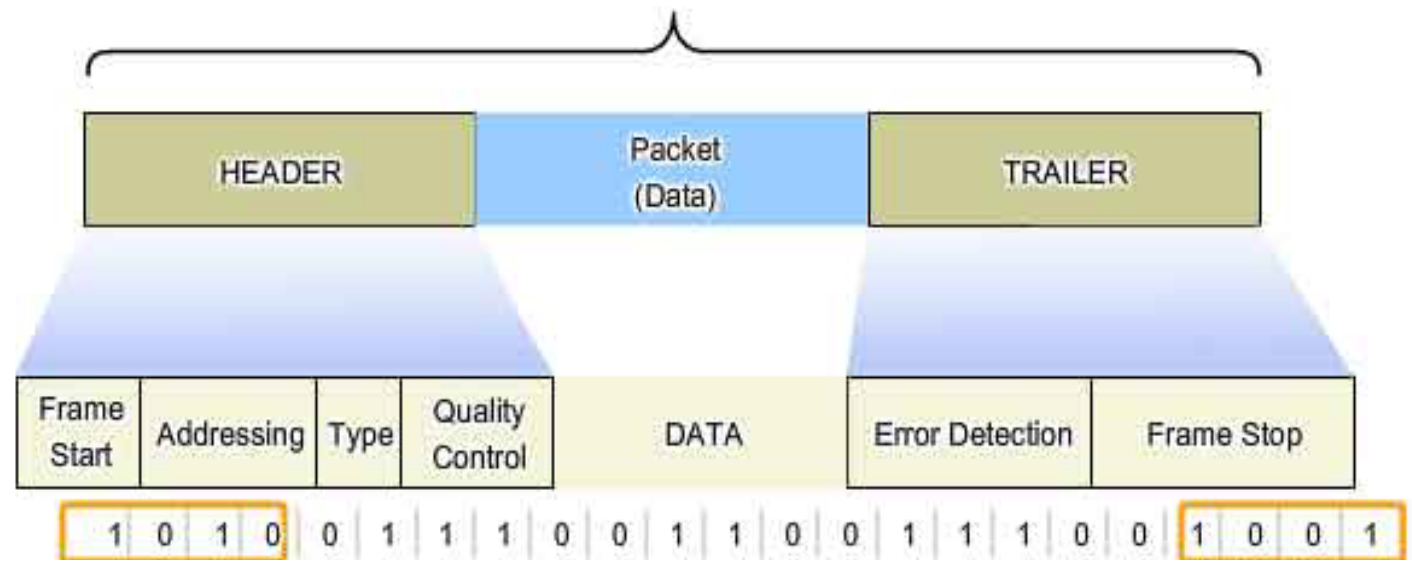 HEADER
Packet
(Data)
TRAILER
Frame
Start
Addressing
Type
Quality
Control
DATA
Error Detection
Frame Stop
1 0 1 0 0 1 1 1 0 0 1 1 0 0 1 1 1 0 0 1 0 0 1